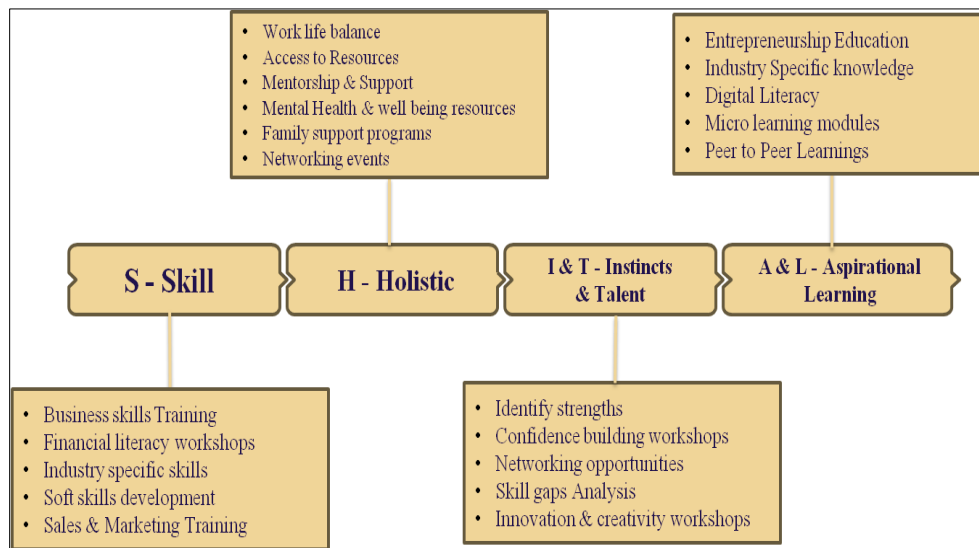 • Work life balance
• Access to Resources
• Mentorship & Support
• Mental Health & well being resources
• Family support programs
• Networking events
• Entrepreneurship Education
• Industry Specific knowledge
• Digital Literacy
• Micro learning modules
• Peer to Peer Learnings
S - Skill
H - Holistic
I & T - Instincts
& Talent
A & L - Aspirational
Learning
• Business skills Training
• Financial literacy workshops
• Industry specific skills
• Soft skills development
• Sales & Marketing Training
• Identify strengths
• Confidence building workshops
• Networking opportunities
• Skill gaps Analysis
• Innovation & creativity workshops